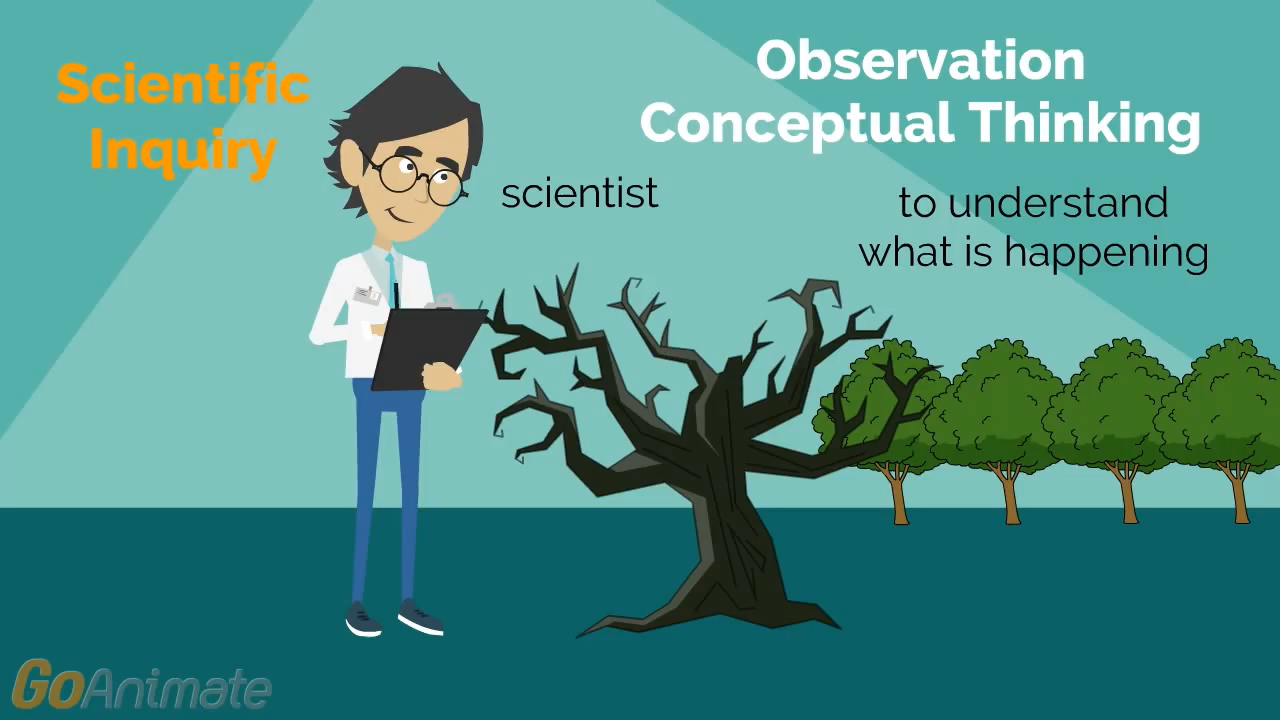 Scientific
Inquiry
Observation
Conceptual Thinking
scientist
to understand
what is happening
GoAnimate